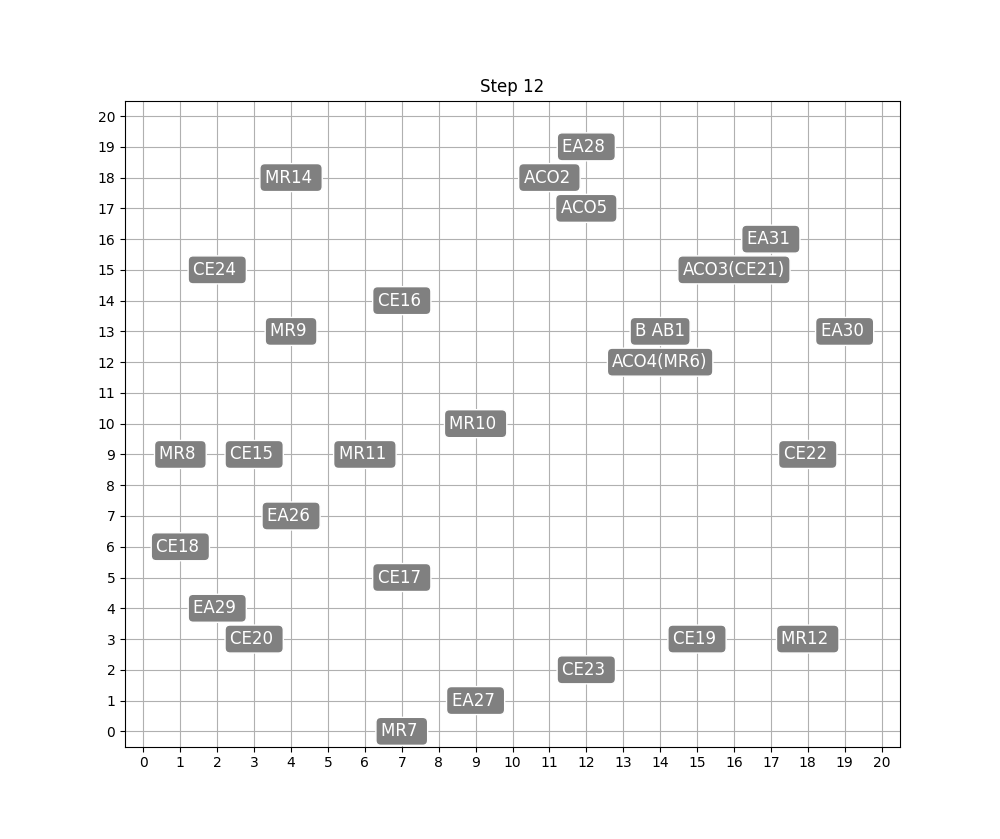 Step 12
20
19
18
17
16
15
14
13
12
11
10
9
8
7
6
5
4
3
2
1
0
EA28
MR14
ACO2
ACO5
EA31
CE24
ACO3(CE21)
CE16
MR9
B AB1
EA30
ACO4(MR6)
MR10
MR8
CE15
MR11
CE22
EA26
CE18
CE17
EA29
CE20
CE19
MR12
CE23
EA27
MR7
0 1 2 3 4 5 6 7 8 9 10 11 12 13 14 15 16 17 18 19 20